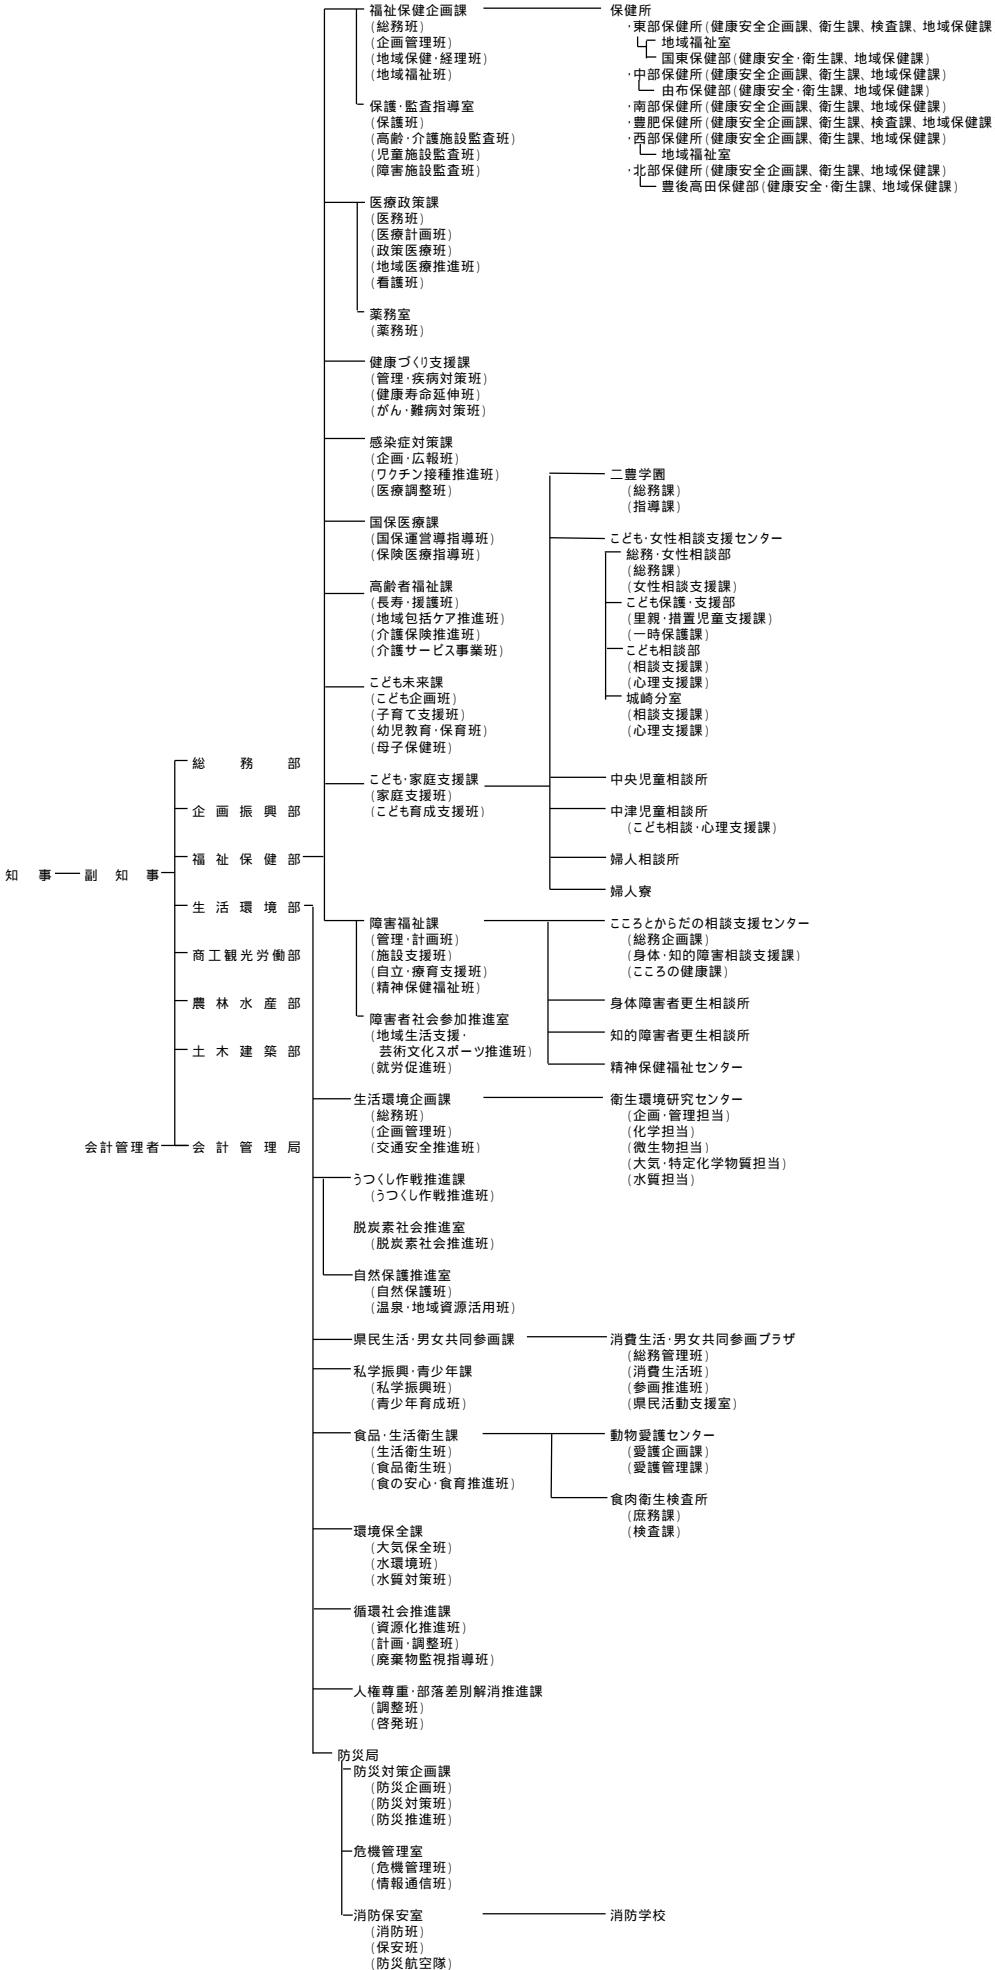 知事
副知事
会計管理者
総務部
企画振興部
福祉保健部
生活環境部
商工観光労働部
農林水産部
土木建築部
会計管理局
福祉保健企画課
(総務班)
(企画管理班)
(地域保健・経理班)
(地域福祉班)
保護・監査指導室
(保護班)
(高齢・介護施設監査班)
(児童施設監査班)
(障害施設監査班)
保健所
・東部保健所(健康安全企画課、衛生課、検査課、地域保健課
地域福祉室
国東保健部(健康安全・衛生課、地域保健課)
・中部保健所(健康安全企画課、衛生課、地域保健課)
由布保健部(健康安全・衛生課、地域保健課)
・南部保健所(健康安全企画課、衛生課、地域保健課)
・豊肥保健所(健康安全企画課、衛生課、検査課、地域保健課
・西部保健所(健康安全企画課、衛生課、地域保健課)
地域福祉室
・北部保健所(健康安全企画課、衛生課、地域保健課)
豊後高田保健部(健康安全・衛生課、地域保健課)
医療政策課
(医務班)
(医療計画班)
(政策医療班)
(地域医療推進班)
(看護班)
薬務室
(薬務班)
健康づくり支援課
(管理・疾病対策班)
(健康寿命延伸班)
(がん・難病対策班)
感染症対策課
(企画・広報班)
(ワクチン接種推進班)
(医療調整班)
国保医療課
(国保運営導指導班)
(保険医療指導班)
高齢者福祉課
(長寿・援護班)
(地域包括ケア推進班)
(介護保険推進班)
(介護サービス事業班)
こども未来課
(こども企画班)
(子育て支援班)
(幼児教育・保育班)
(母子保健班)
こども・家庭支援課
(家庭支援班)
(こども育成支援班)
二豊学園
(総務課)
(指導課)
こども・女性相談支援センター
総務・女性相談部
(総務課)
(女性相談支援課)
こども保護・支援部
(里親・措置児童支援課)
(一時保護課)
こども相談部
(相談支援課)
(心理支援課)
城崎分室
(相談支援課)
(心理支援課)
中央児童相談所
中津児童相談所
(こども相談・心理支援課)
婦人相談所
婦人寮
障害福祉課
(管理・計画班)
(施設支援班)
(自立・療育支援班)
(精神保健福祉班)
障害者社会参加推進室
(地域生活支援・
芸術文化スポーツ推進班)
(就労促進班)
こころとからだの相談支援センター
(総務企画課)
(身体・知的障害相談支援課)
(こころの健康課)
身体障害者更生相談所
知的障害者更生相談所
精神保健福祉センター
生活環境企画課
(総務班)
(企画管理班)
(交通安全推進班)
衛生環境研究センター
(企画・管理担当)
(化学担当)
(微生物担当)
(大気・特定化学物質担当)
(水質担当)
うつくし作戦推進課
(うつくし作戦推進班)
脱炭素社会推進室
(脱炭素社会推進班)
自然保護推進室
(自然保護班)
(温泉・地域資源活用班)
県民生活・男女共同参画課
消費生活・男女共同参画プラザ
(総務管理班)
(消費生活班)
(参画推進班)
(県民活動支援室)
私学振興・青少年課
(私学振興班)
(青少年育成班)
食品・生活衛生課
(生活衛生班)
(食品衛生班)
(食の安心・食育推進班)
動物愛護センター
(愛護企画課)
(愛護管理課)
食肉衛生検査所
(庶務課)
(検査課)
環境保全課
(大気保全班)
(水環境班)
(水質対策班)
循環社会推進課
(資源化推進班)
(計画・調整班)
(廃棄物監視指導班)
人権尊重・部落差別解消推進課
(調整班)
(啓発班)
防災局
防災対策企画課
(防災企画班)
(防災対策班)
(防災推進班)
危機管理室
(危機管理班)
(情報通信班)
消防保安室
(消防班)
(保安班)
(防災航空隊)
消防学校